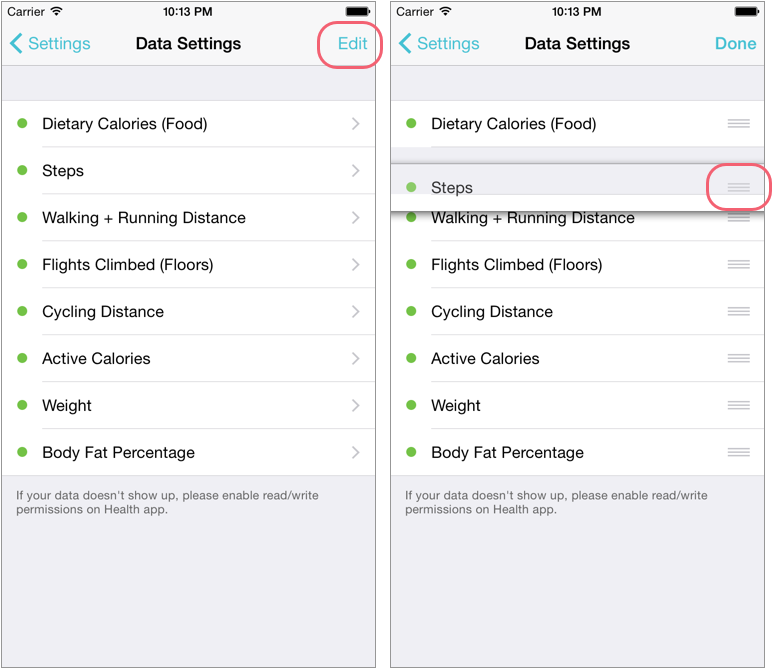 Carrier 10:13 PM
Settings Data Settings Edit
Dietary Calories (Food)
Steps
Walking + Running Distance
Flights Climbed (Floors)
Cycling Distance
Active Calories
Weight
Body Fat Percentage
If your data doesn't show up, please enable read/write
permissions on Health app.
Carrier 10:13 PM
Settings Data Settings Done
Dietary Calories (Food)
Steps
Walking + Running Distance
Flights Climbed (Floors)
Cycling Distance
Active Calories
Weight
Body Fat Percentage
If your data doesn't show up, please enable read/write
permissions on Health app.